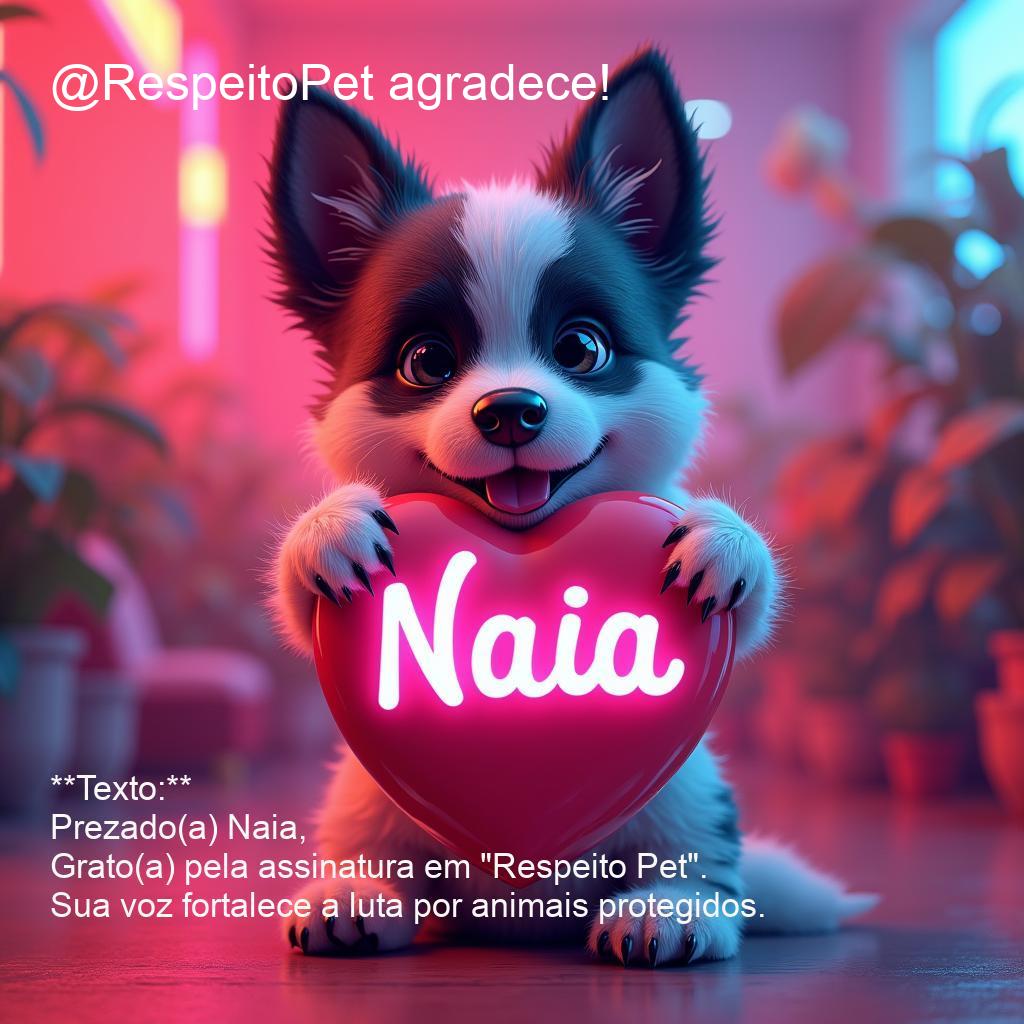 @RespeitoPet agradece!
Naia
**Texto:**
Prezado(a) Naia,
Grato(a) pela assinatura em "Respeito Pet".
Sua voz fortalece a luta por animais protegidos.